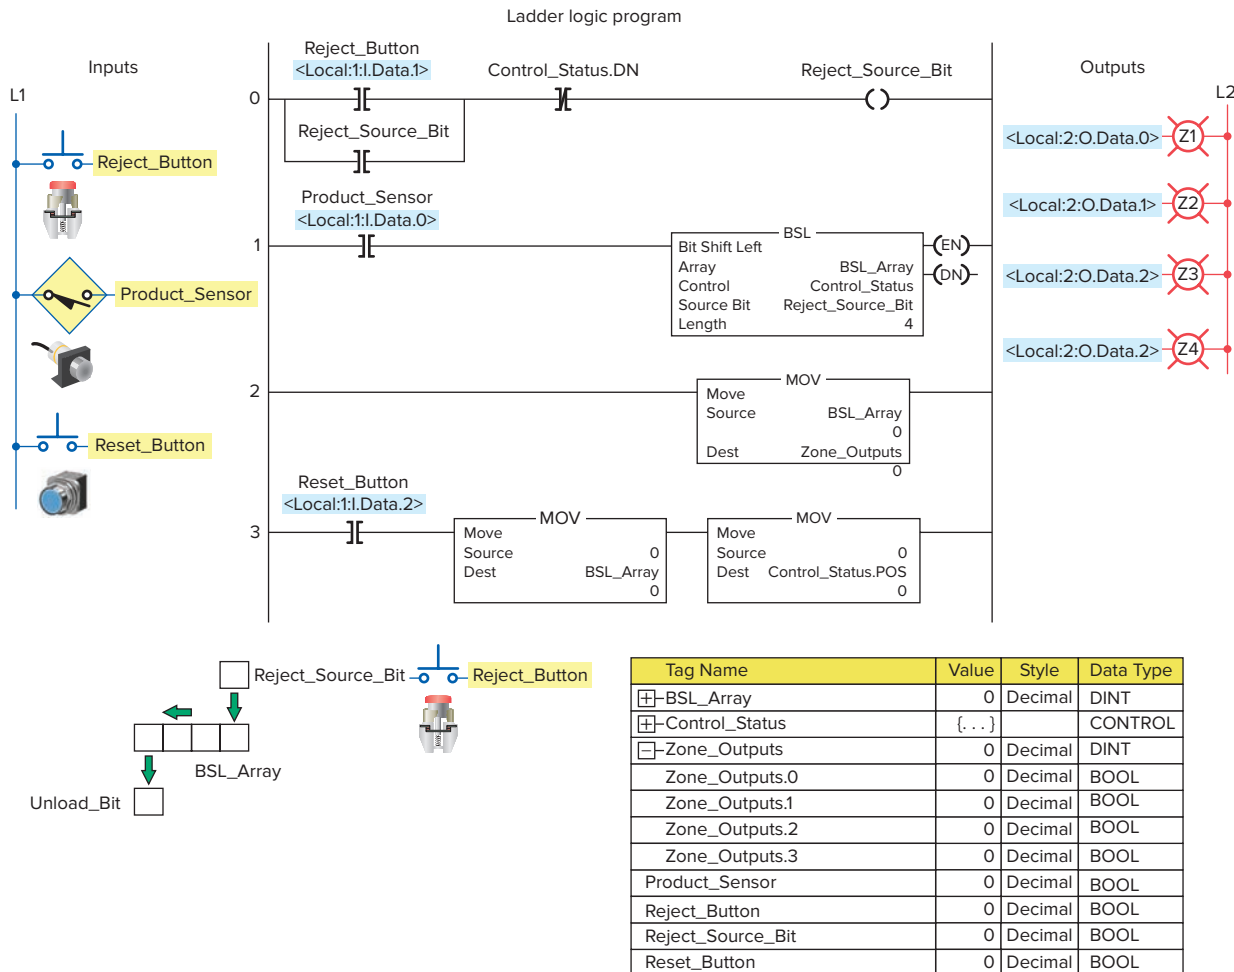 Ladder logic program
Inputs
Outputs
L1
L2
Reject_Button
<Local:1:I.Data.1>
Control_Status.DN
Reject_Source_Bit
0
Reject_Source_Bit
Product_Sensor
<Local:1:I.Data.0>
1
BSL
Bit Shift Left
Array BSL_Array
Control Control_Status
Source Bit Reject_Source_Bit
Length 4
(EN)
(DN)
2
MOV
Move
Source BSL_Array
0
Dest Zone_Outputs
0
Reset_Button
<Local:1:I.Data.2>
3
MOV
Move
Source 0
Dest BSL_Array
0
MOV
Move
Source 0
Dest Control_Status.POS
0
Reject_Button
Product_Sensor
Reset_Button
<Local:2:O.Data.0> Z1
<Local:2:O.Data.1> Z2
<Local:2:O.Data.2> Z3
<Local:2:O.Data.2> Z4
Reject_Source_Bit
Reject_Button
BSL_Array
Unload_Bit
Tag Name Value Style Data Type
BSL_Array 0 Decimal DINT
Control_Status {. . .} CONTROL
Zone_Outputs 0 Decimal DINT
Zone_Outputs.0 0 Decimal BOOL
Zone_Outputs.1 0 Decimal BOOL
Zone_Outputs.2 0 Decimal BOOL
Zone_Outputs.3 0 Decimal BOOL
Product_Sensor 0 Decimal BOOL
Reject_Button 0 Decimal BOOL
Reject_Source_Bit 0 Decimal BOOL
Reset_Button 0 Decimal BOOL